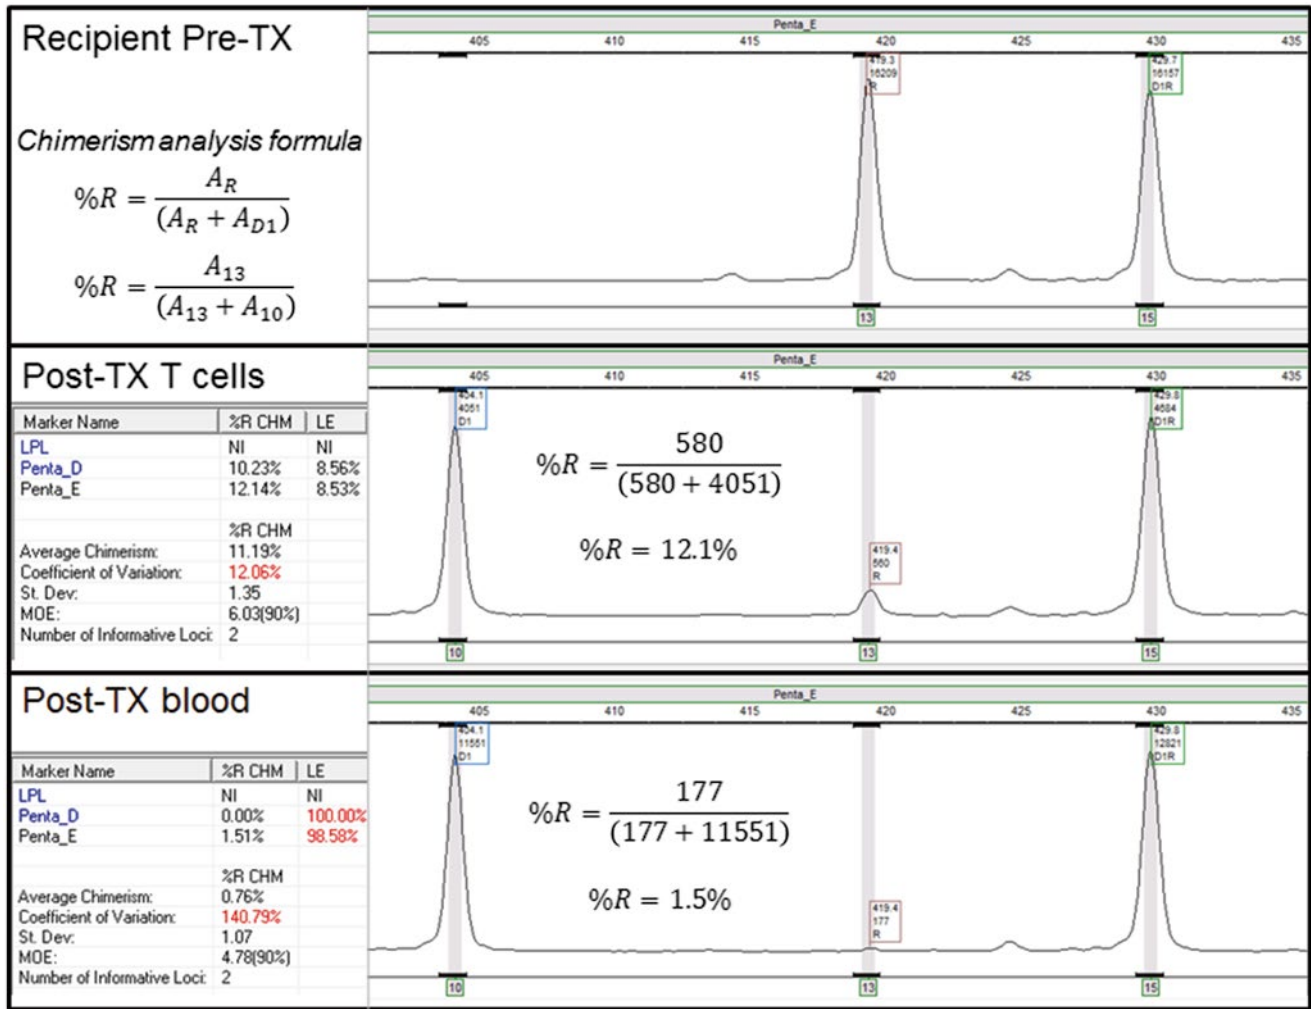 Recipient Pre-TX
Chimerism analysis formula
%R = A_R / (A_R + A_D1)
%R = A_13 / (A_13 + A_10)
Penta_E
405 410 415 420 425 430 435
419.3
16209
R
429.7
16157
D1R
13 15
Post-TX T cells
Marker Name %R CHM LE
LPL NI NI
Penta_D 10.23% 8.56%
Penta_E 12.14% 8.53%
%R CHM
Average Chimerism: 11.19%
Coefficient of Variation: 12.06%
St. Dev: 1.35
MOE: 6.03(90%)
Number of Informative Loci: 2
Penta_E
405 410 415 420 425 430 435
404.1
4051
D1
%R = 580 / (580 + 4051)
%R = 12.1%
419.4
R
429.8
4684
D1R
10 13 15
Post-TX blood
Marker Name %R CHM LE
LPL NI NI
Penta_D 0.00% 100.00%
Penta_E 1.51% 98.58%
%R CHM
Average Chimerism: 0.76%
Coefficient of Variation: 140.79%
St. Dev: 1.07
MOE: 4.78(90%)
Number of Informative Loci: 2
Penta_E
405 410 415 420 425 430 435
404.1
11551
D1
%R = 177 / (177 + 11551)
%R = 1.5%
419.4
177
R
429.8
12821
D1R
10 13 15